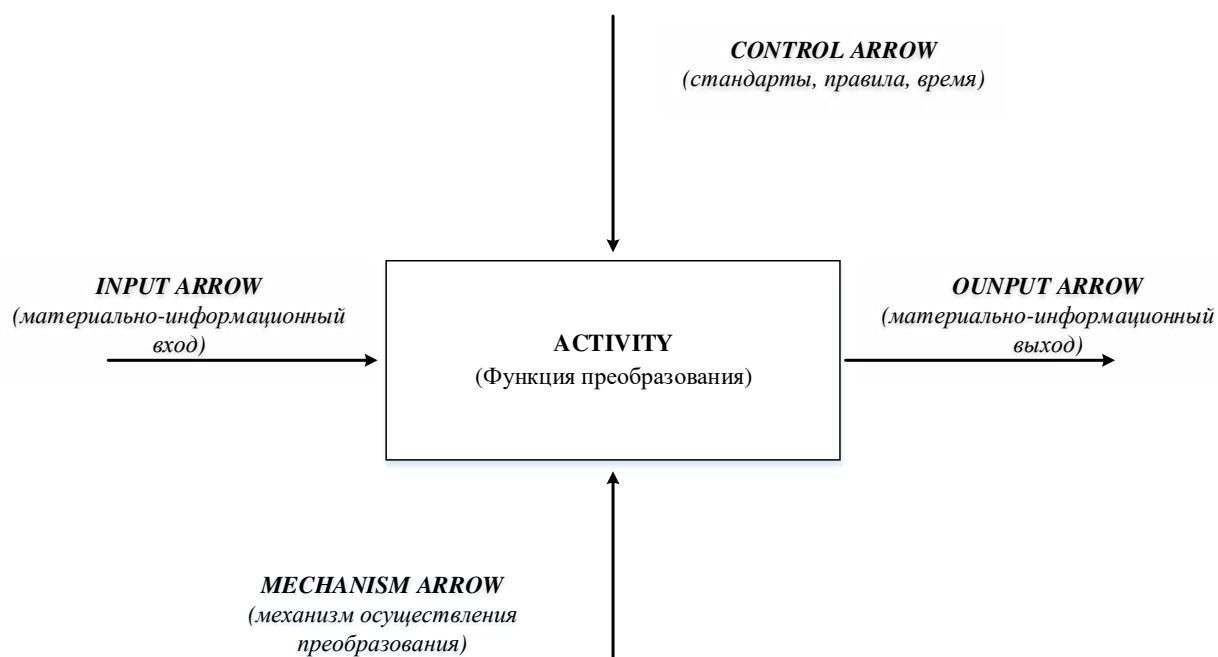 CONTROL ARROW
(стандарты, правила, время)
INPUT ARROW
(материально-информационный
вход)
ACTIVITY
(Функция преобразования)
OUNPUT ARROW
(материально-информационный
выход)
MECHANISM ARROW
(механизм осуществления
преобразования)